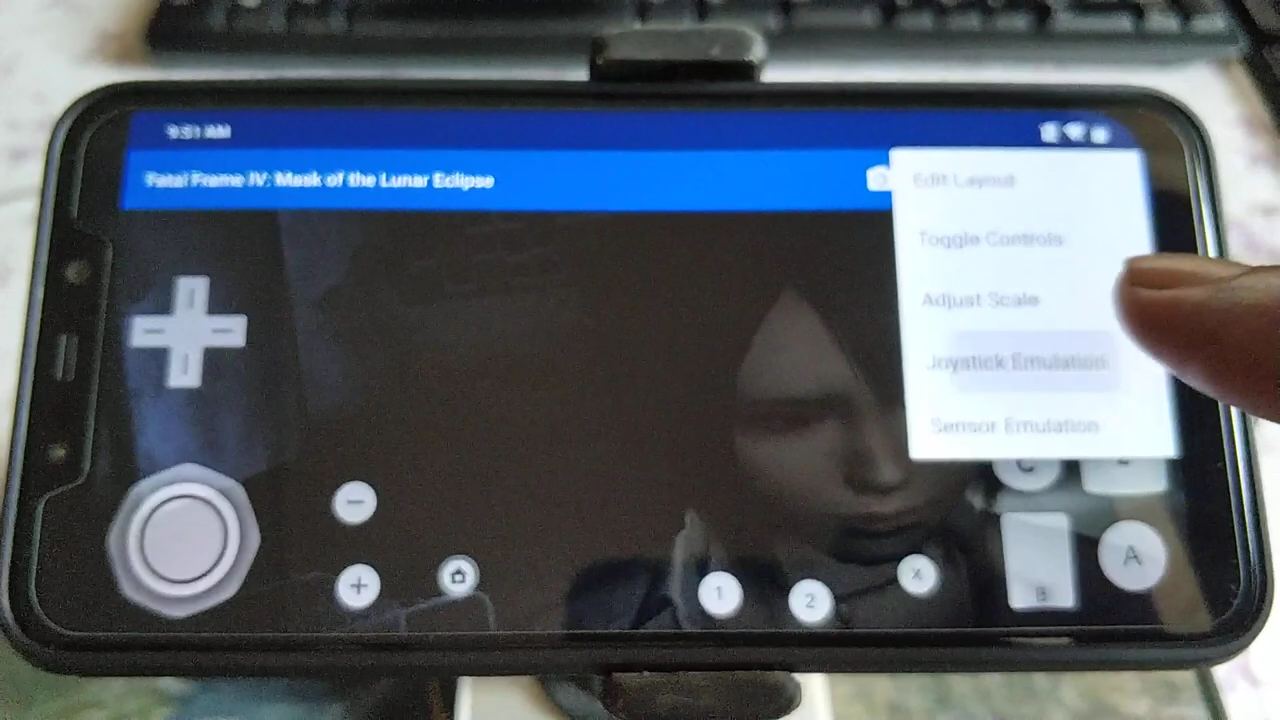 9:51 AM
Fatal Frame IV: Mask of the Lunar Eclipse
Edit Layout
Toggle Controls
Adjust Scale
Joystick Emulation
Sensor Emulation
C
Z
A
B
X
1
2